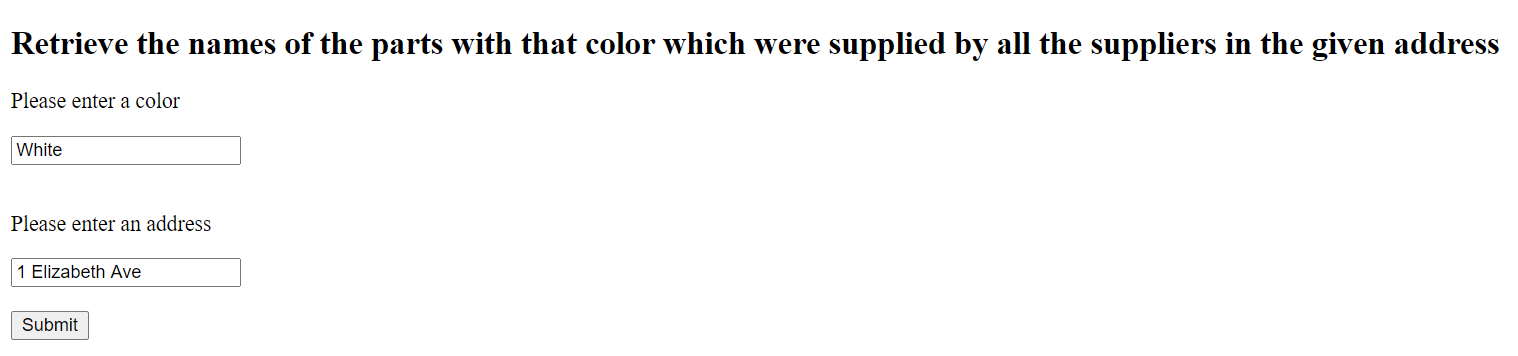 Retrieve the names of the parts with that color which were supplied by all the suppliers in the given address
Please enter a color
White
Please enter an address
1 Elizabeth Ave
Submit